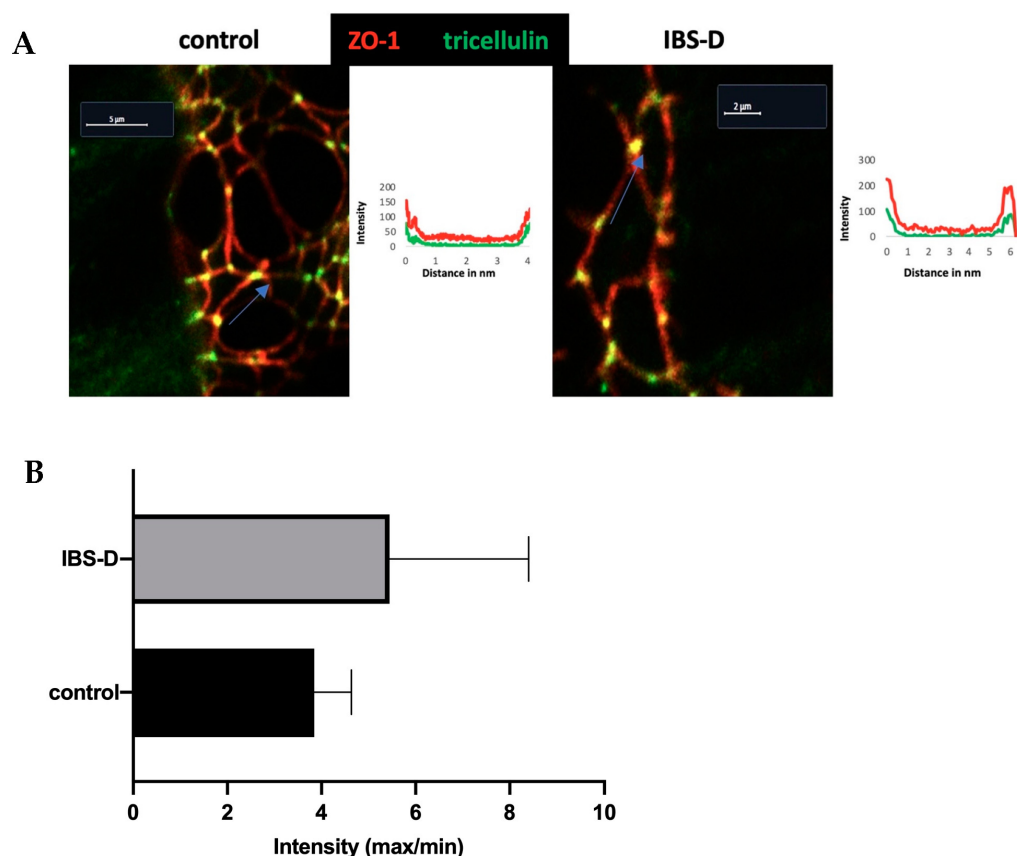 A
control
ZO-1 tricellulin
IBS-D
5 µm
2 µm
Intensity
200
150
100
50
0
0 1 2 3 4
Distance in nm
Intensity
300
200
100
0
0 1 2 3 4 5 6
Distance in nm
B
IBS-D
control
0 2 4 6 8 10
Intensity (max/min)